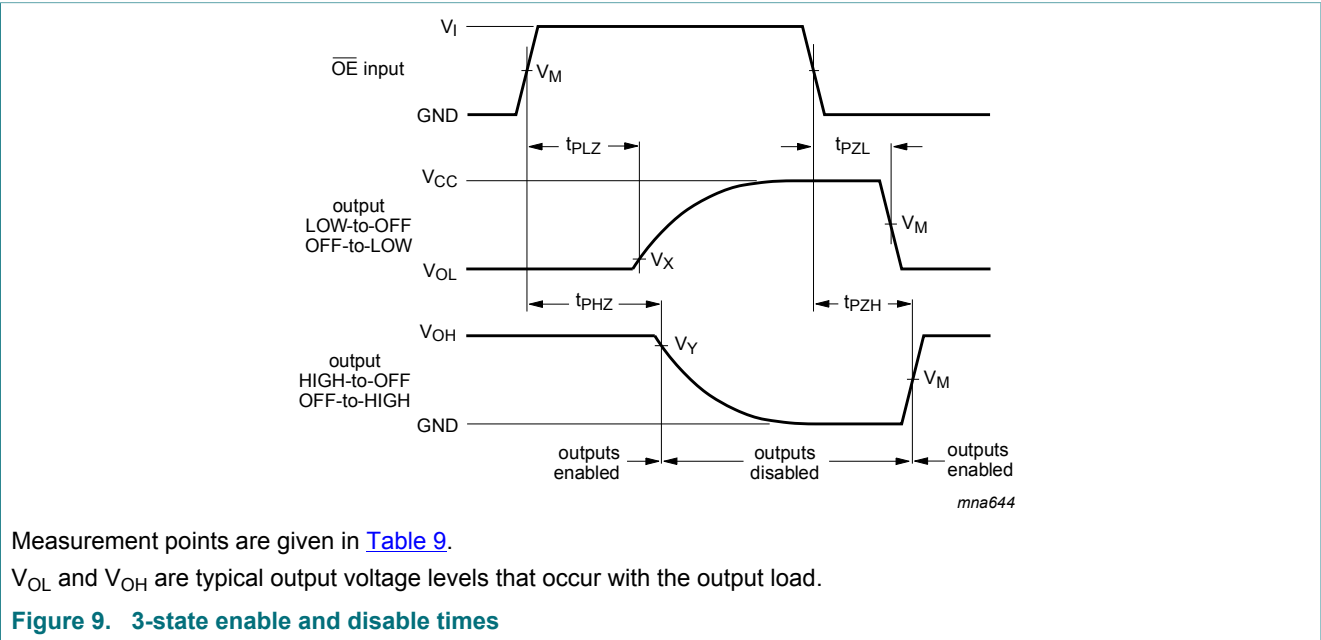 VI
OE input
VM
GND
tPLZ
tPZL
VCC
output
LOW-to-OFF
OFF-to-LOW
VM
VX
VOL
tPHZ
tPZH
VOH
output
HIGH-to-OFF
OFF-to-HIGH
VY
VM
GND
outputs
enabled
outputs
disabled
outputs
enabled
mna644
Measurement points are given in Table 9.
VOL and VOH are typical output voltage levels that occur with the output load.
Figure 9. 3-state enable and disable times